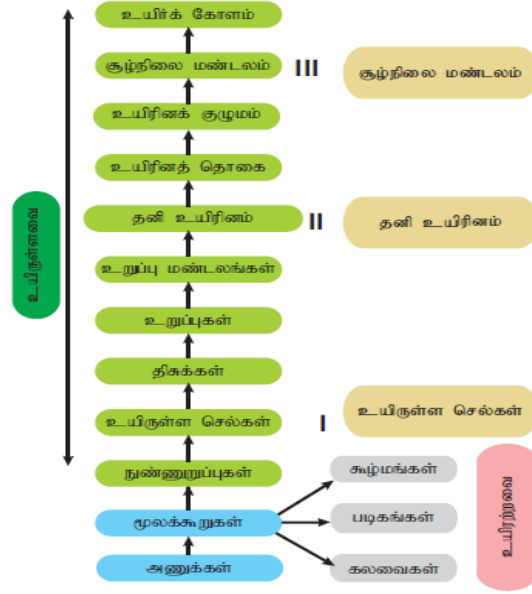 உயிர்க் கோளம்
சூழ்நிலை மண்டலம்
III
சூழ்நிலை மண்டலம்
உயிரினக் குழுமம்
உயிரினத் தொகை
தனி உயிரினம்
II
தனி உயிரினம்
உயிருள்ளவை
உறுப்பு மண்டலங்கள்
உறுப்புகள்
திசுக்கள்
உயிருள்ள செல்கள்
I
உயிருள்ள செல்கள்
நுண்ணுறுப்புகள்
கூழ்மங்கள்
மூலக்கூறுகள்
படிகங்கள்
உயிரற்றவை
அணுக்கள்
கலவைகள்